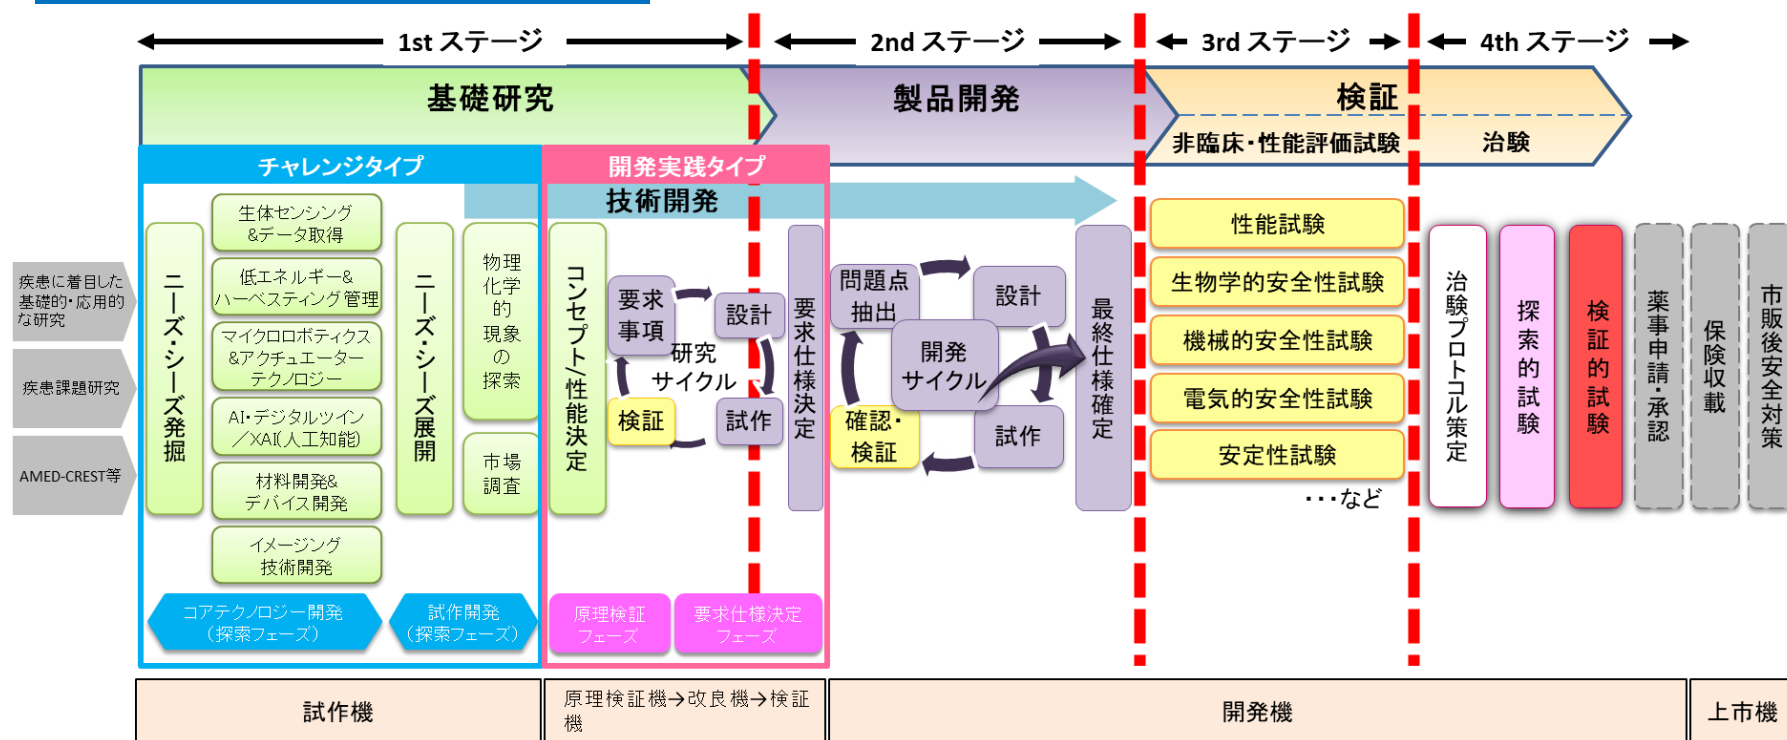 1st ステージ
2nd ステージ
3rd ステージ
4th ステージ
基礎研究
製品開発
検証
非臨床・性能評価試験
治験
チャレンジタイプ
開発実践タイプ
技術開発
疾患に着目した
基礎的・応用的
な研究
疾患課題研究
AMED-CREST等
ニーズ・シーズ発掘
生体センシング
&データ取得
低エネルギー&
ハーベスティング管理
マイクロロボティクス
&アクチュエーター
テクノロジー
AI・デジタルツイン
／XAI(人工知能)
材料開発&
デバイス開発
イメージング
技術開発
ニーズ・シーズ展開
物理
化学
的
現象
の
探索
市場
調査
コンセプト/性能決定
要求
事項
設計
研究
サイクル
検証
試作
要求仕様決定
問題点
抽出
設計
開発
サイクル
確認・
検証
試作
最終仕様確定
性能試験
生物学的安全性試験
機械的安全性試験
電気的安全性試験
安定性試験
・・・など
治験プロトコル策定
探索的試験
検証的試験
薬事申請・承認
保険収載
市販後安全対策
コアテクノロジー開発
（探索フェーズ）
試作開発
（探索フェーズ）
原理検証
フェーズ
要求仕様決定
フェーズ
試作機
原理検証機→改良機→検証
機
開発機
上市機